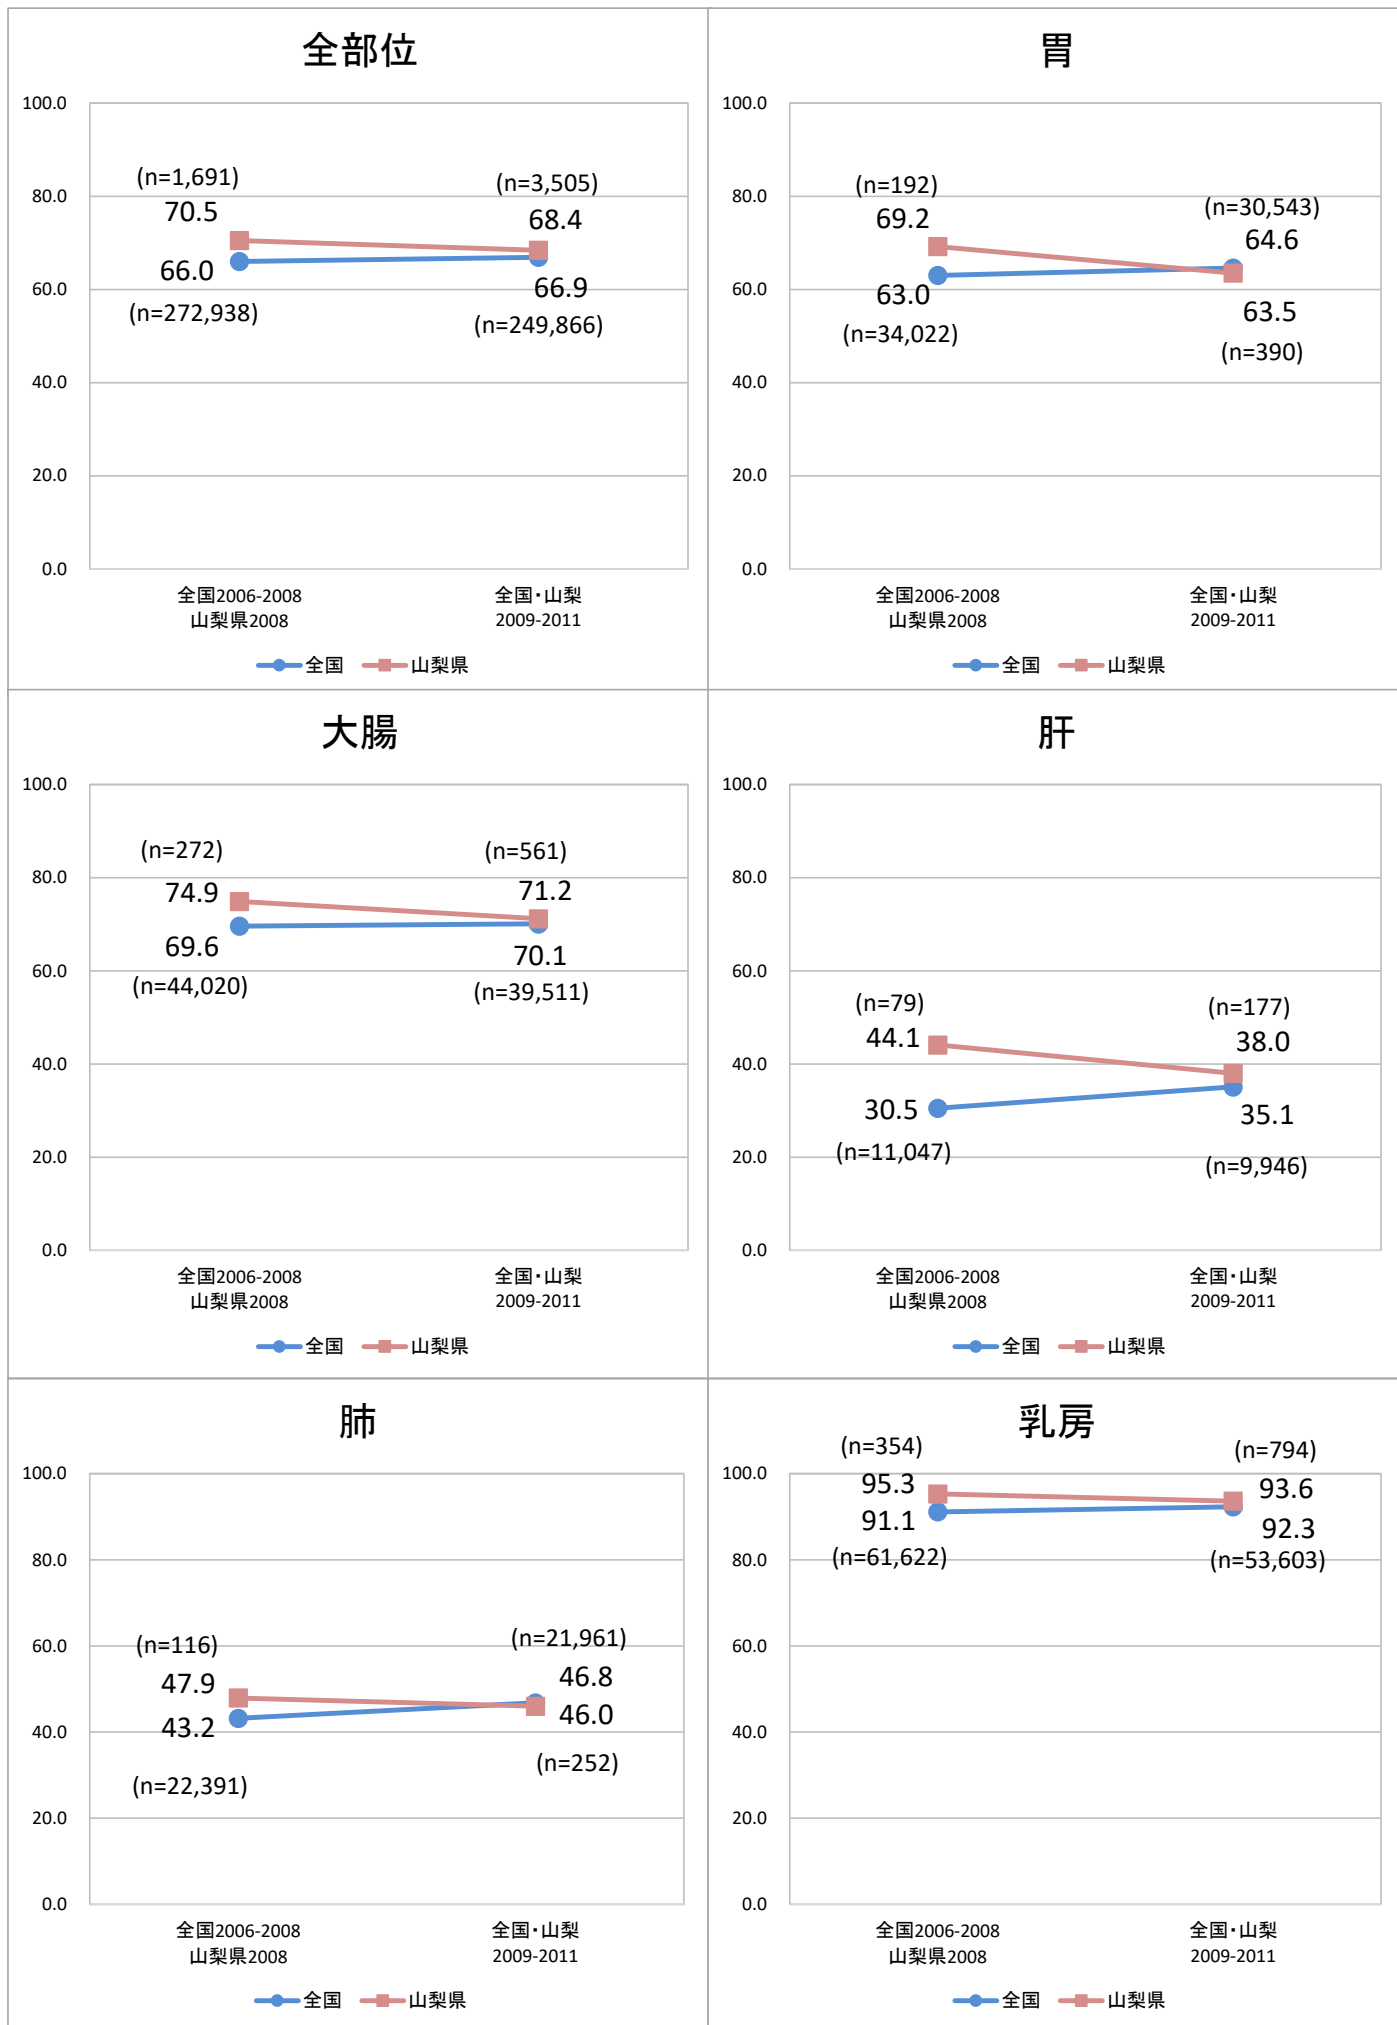 全部位
100.0
80.0
60.0
40.0
20.0
0.0
(n=1,691)
70.5
66.0
(n=272,938)
(n=3,505)
68.4
66.9
(n=249,866)
全国2006-2008
山梨県2008
全国・山梨
2009-2011
全国
山梨県
胃
100.0
80.0
60.0
40.0
20.0
0.0
(n=192)
69.2
63.0
(n=34,022)
(n=30,543)
64.6
63.5
(n=390)
全国2006-2008
山梨県2008
全国・山梨
2009-2011
全国
山梨県
大腸
100.0
80.0
60.0
40.0
20.0
0.0
(n=272)
74.9
69.6
(n=44,020)
(n=561)
71.2
70.1
(n=39,511)
全国2006-2008
山梨県2008
全国・山梨
2009-2011
全国
山梨県
肝
100.0
80.0
60.0
40.0
20.0
0.0
(n=79)
44.1
30.5
(n=11,047)
(n=177)
38.0
35.1
(n=9,946)
全国2006-2008
山梨県2008
全国・山梨
2009-2011
全国
山梨県
肺
100.0
80.0
60.0
40.0
20.0
0.0
(n=116)
47.9
43.2
(n=22,391)
(n=21,961)
46.8
46.0
(n=252)
全国2006-2008
山梨県2008
全国・山梨
2009-2011
全国
山梨県
乳房
100.0
80.0
60.0
40.0
20.0
0.0
(n=354)
95.3
91.1
(n=61,622)
(n=794)
93.6
92.3
(n=53,603)
全国2006-2008
山梨県2008
全国・山梨
2009-2011
全国
山梨県